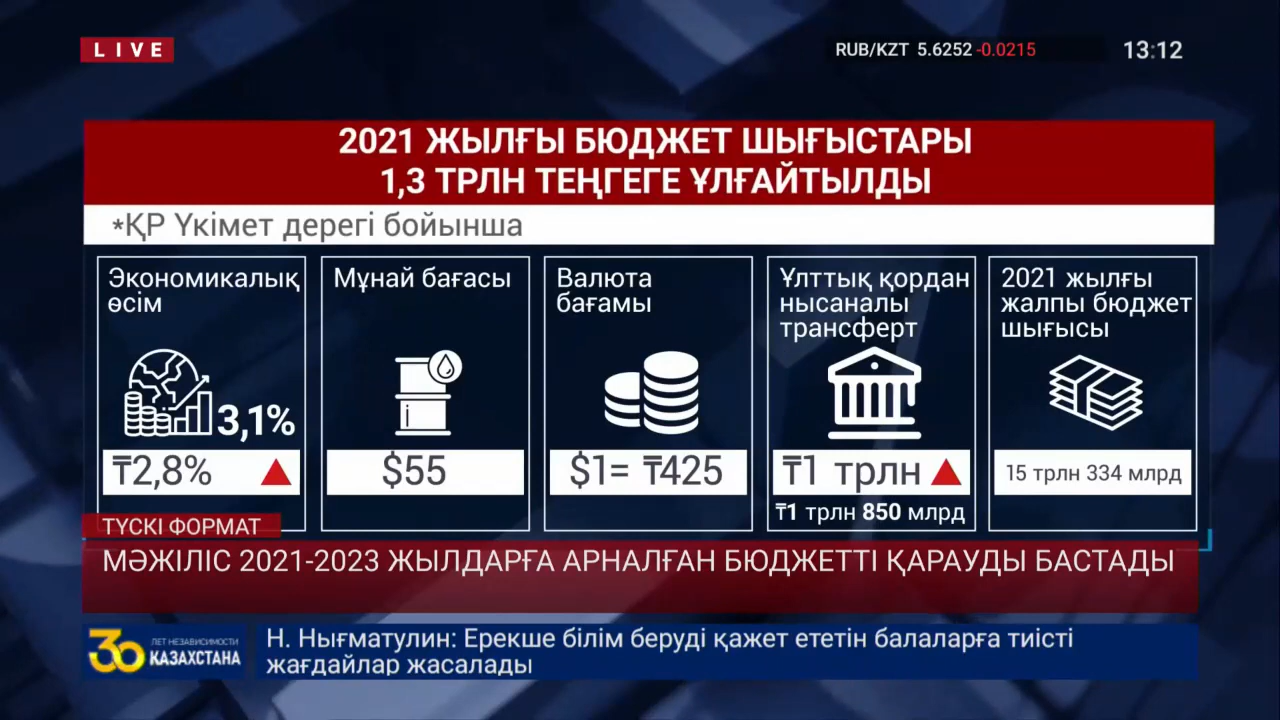 LIVE
RUB/KZT 5.6252 -0.0215
13:12
2021 ЖЫЛҒЫ БЮДЖЕТ ШЫҒЫСТАРЫ
1,3 ТРЛН ТЕҢГЕГЕ ҰЛҒАЙТЫЛДЫ
*ҚР Үкімет дерегі бойынша
Экономикалық
өсім
3,1%
₸2,8%
Мұнай бағасы
$55
Валюта
бағамы
$1= ₸425
Ұлттық қордан
нысаналы
трансферт
₸1 трлн
₸1 трлн 850 млрд
2021 жылғы
жалпы бюджет
шығысы
15 трлн 334 млрд
ТҮСКІ ФОРМАТ
МӘЖІЛІС 2021-2023 ЖЫЛДАРҒА АРНАЛҒАН БЮДЖЕТТІ ҚАРАУДЫ БАСТАДЫ
30
ЛЕТ НЕЗАВИСИМОСТИ
КАЗАХСТАНА
Н. Нығматулин: Ерекше білім беруді қажет ететін балаларға тиісті
жағдайлар жасалады